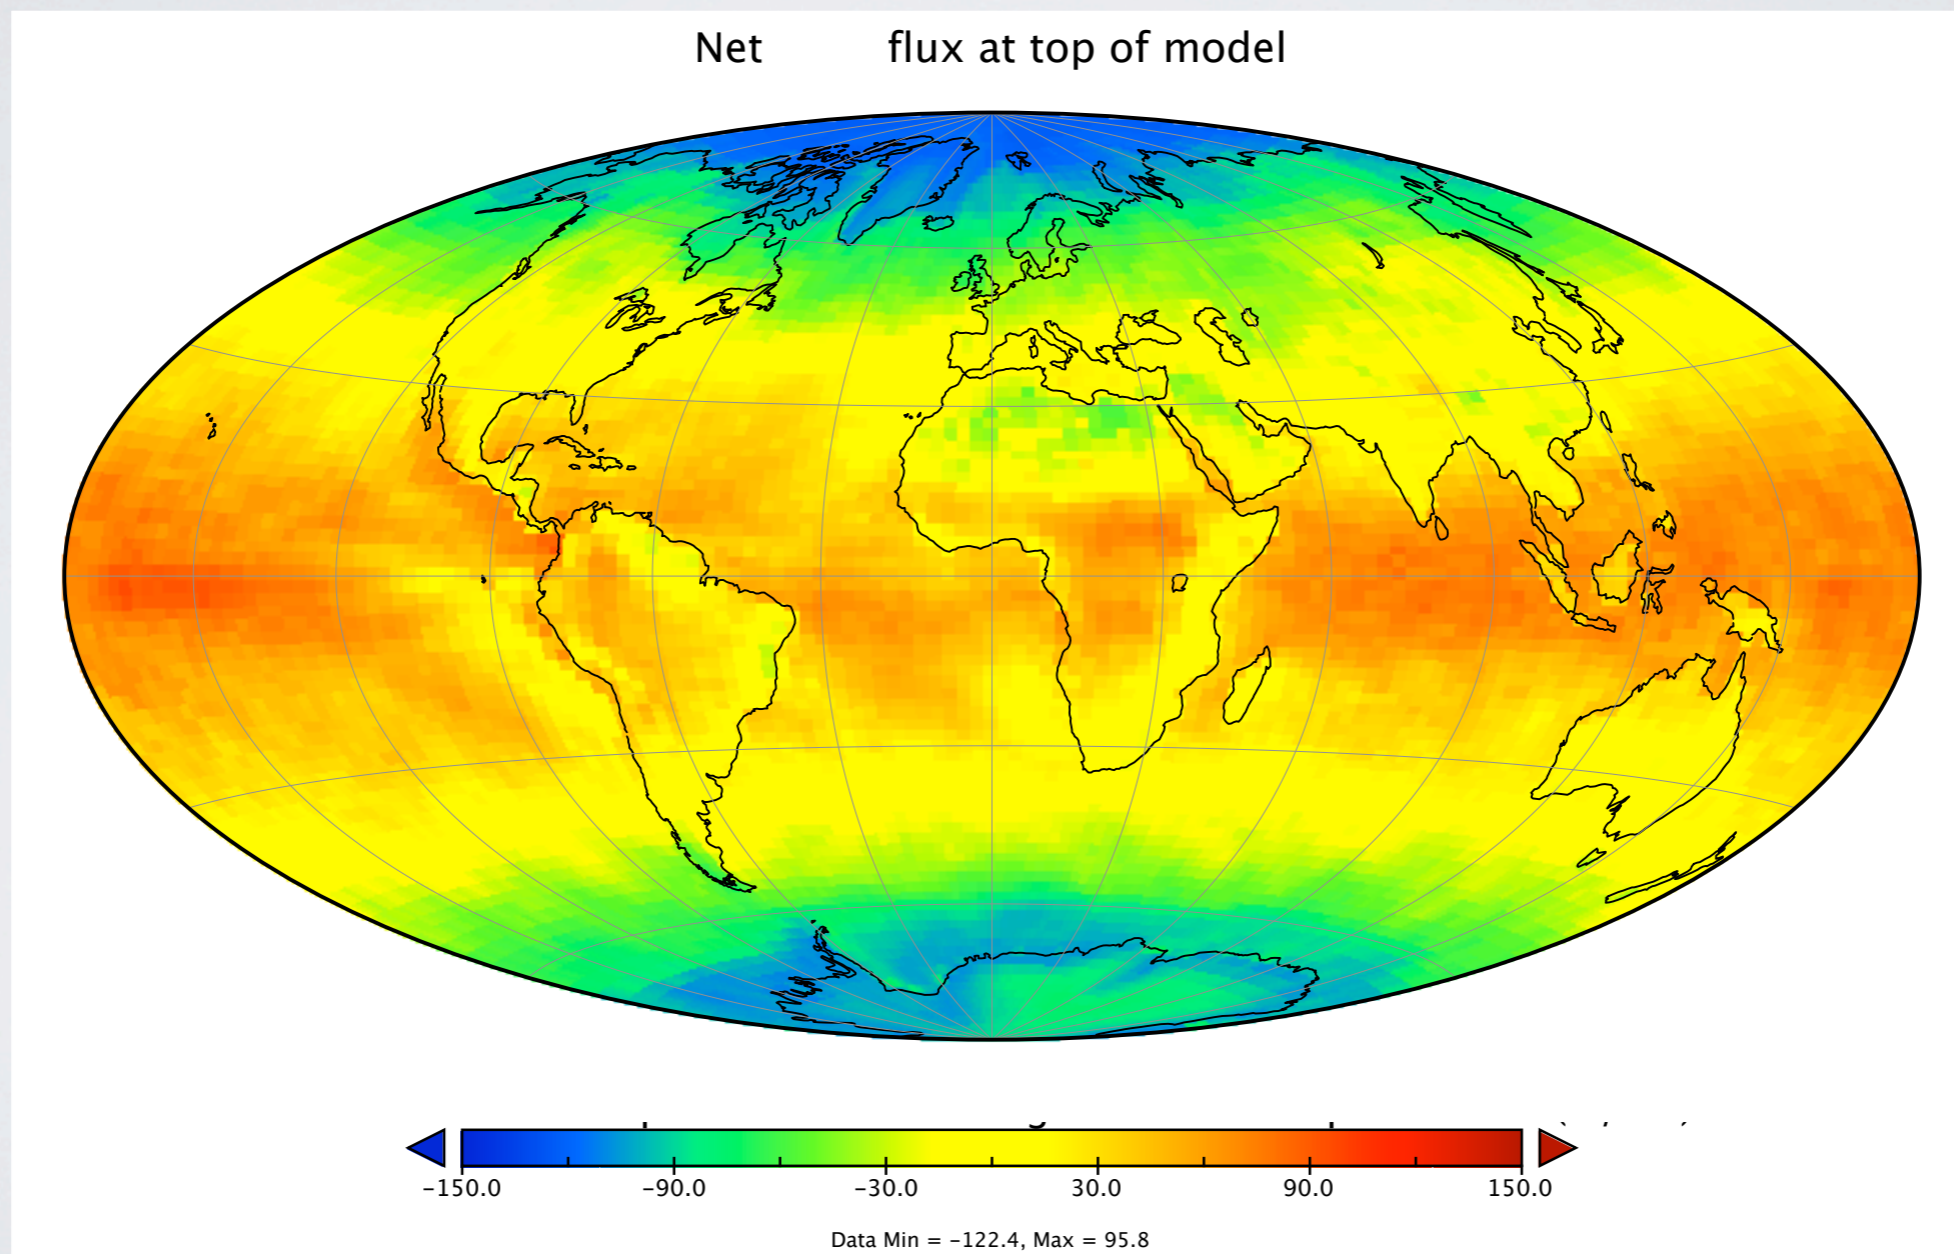 Net flux at top of model
-150.0 -90.0 -30.0 30.0 90.0 150.0
Data Min = -122.4, Max = 95.8